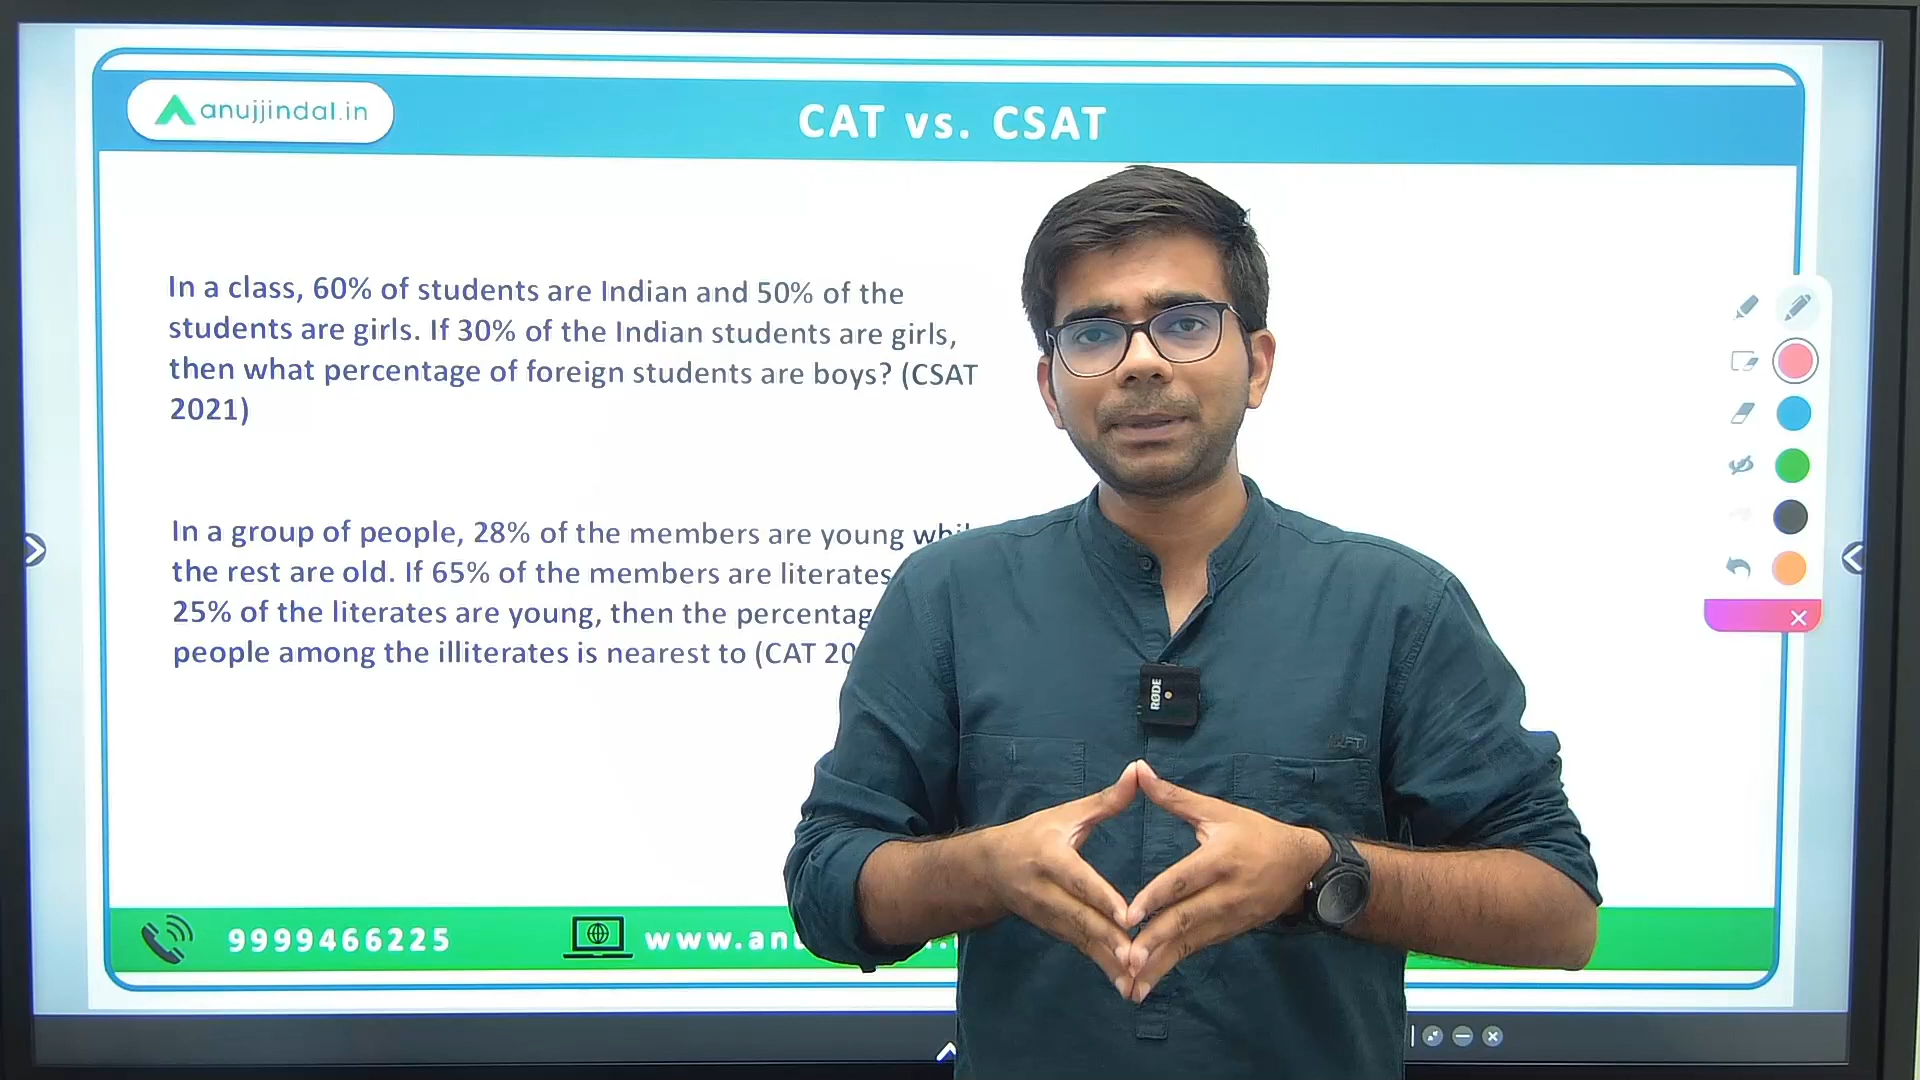 anujjindal.in
CAT vs. CSAT
In a class, 60% of students are Indian and 50% of the
students are girls. If 30% of the Indian students are girls,
then what percentage of foreign students are boys? (CSAT
2021)
In a group of people, 28% of the members are young
the rest are old. If 65% of the members are literates
25% of the literates are young, then the
people among the illiterates is nearest to (CAT
RØDE
9999466225